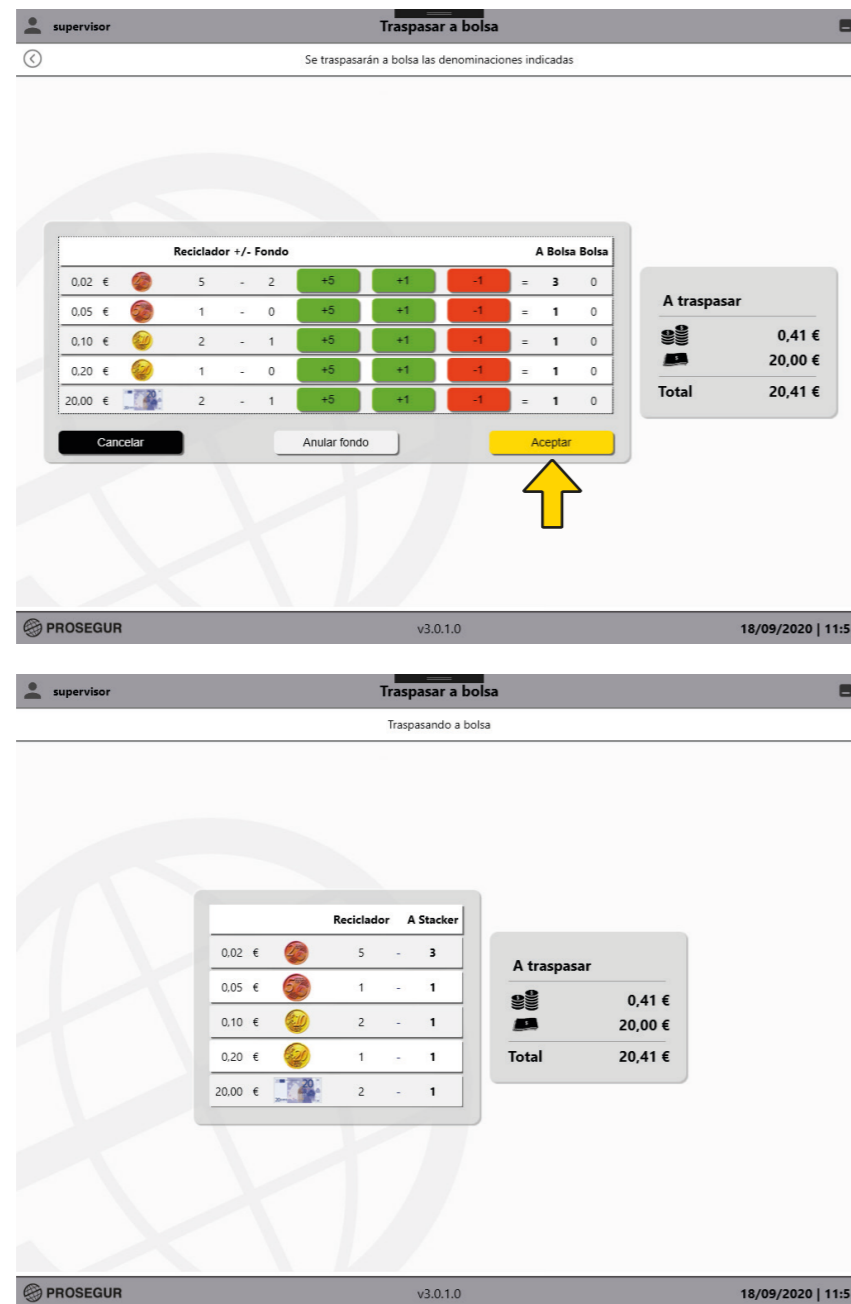 supervisor Traspasar a bolsa
Se traspasarán a bolsa las denominaciones indicadas
Reciclador +/- Fondo A Bolsa Bolsa
0,02 € 5 - 2 +5 +1 -1 = 3 0
0,05 € 1 - 0 +5 +1 -1 = 1 0
0,10 € 2 - 1 +5 +1 -1 = 1 0
0,20 € 1 - 0 +5 +1 -1 = 1 0
20,00 € 2 - 1 +5 +1 -1 = 1 0
Cancelar Anular fondo Aceptar
A traspasar
0,41 €
20,00 €
Total 20,41 €
PROSEGUR v3.0.1.0 18/09/2020 | 11:5
supervisor Traspasar a bolsa
Traspasando a bolsa
Reciclador A Stacker
0,02 € 5 - 3
0,05 € 1 - 1
0,10 € 2 - 1
0,20 € 1 - 1
20,00 € 2 - 1
A traspasar
0,41 €
20,00 €
Total 20,41 €
PROSEGUR v3.0.1.0 18/09/2020 | 11:5